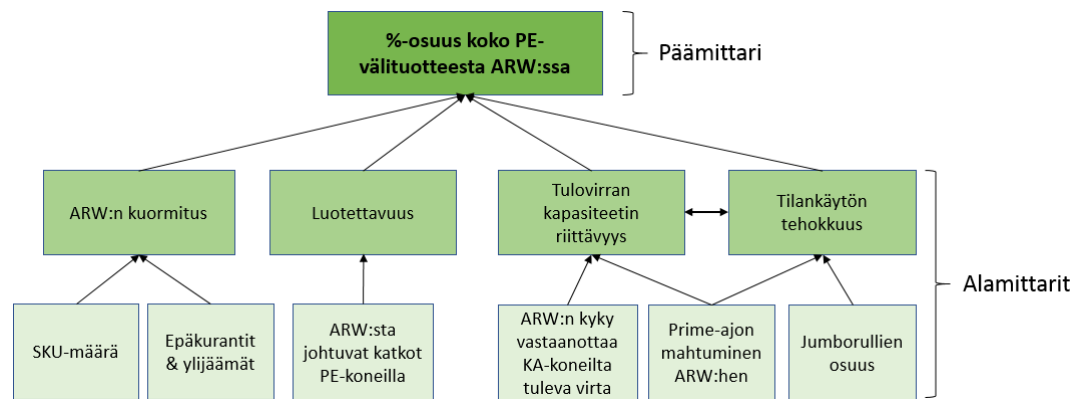 %-osuus koko PE-
välituotteesta ARW:ssa
Päämittari
ARW:n kuormitus
Luotettavuus
Tulovirran
kapasiteetin
riittävyys
Tilankäytön
tehokkuus
Alamittarit
SKU-määrä
Epäkurantit
& ylijäämät
ARW:sta
johtuvat katkot
PE-koneilla
ARW:n kyky
vastaanottaa
KA-koneilta
tuleva virta
Prime-ajon
mahtuminen
ARW:hen
Jumborullien
osuus